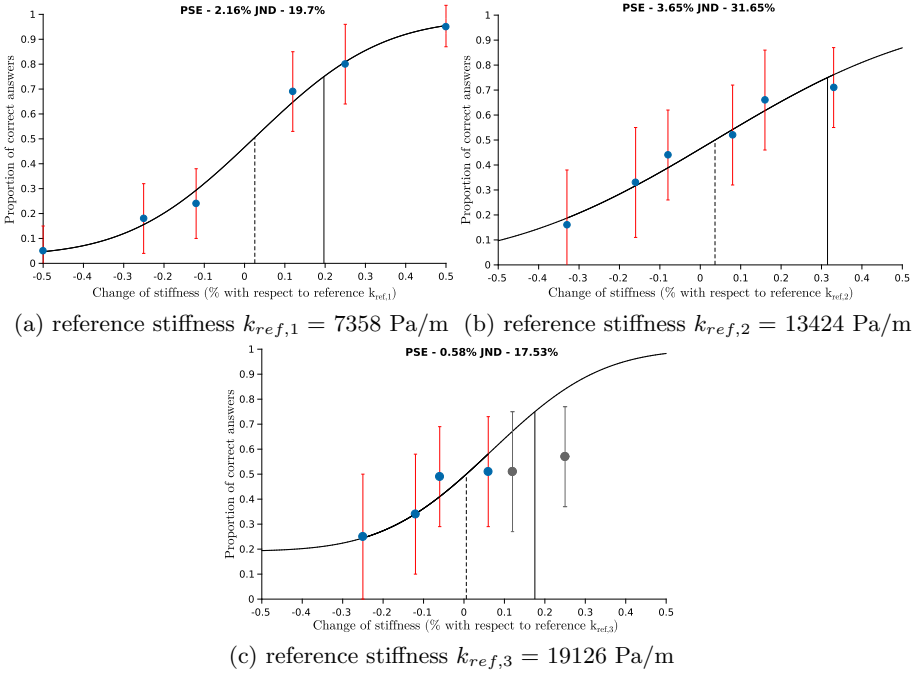 PSE - 2.16% JND - 19.7%
Proportion of correct answers
1
0.9
0.8
0.7
0.6
0.5
0.4
0.3
0.2
0.1
0
-0.5 -0.4 -0.3 -0.2 -0.1 0 0.1 0.2 0.3 0.4 0.5
Change of stiffness (% with respect to reference k_ref,1)
(a) reference stiffness k_ref,1 = 7358 Pa/m
PSE - 3.65% JND - 31.65%
Proportion of correct answers
1
0.9
0.8
0.7
0.6
0.5
0.4
0.3
0.2
0.1
0
-0.5 -0.4 -0.3 -0.2 -0.1 0 0.1 0.2 0.3 0.4 0.5
Change of stiffness (% with respect to reference k_ref,2)
(b) reference stiffness k_ref,2 = 13424 Pa/m
PSE - 0.58% JND - 17.53%
Proportion of correct answers
1
0.9
0.8
0.7
0.6
0.5
0.4
0.3
0.2
0.1
0
-0.5 -0.4 -0.3 -0.2 -0.1 0 0.1 0.2 0.3 0.4 0.5
Change of stiffness (% with respect to reference k_ref,3)
(c) reference stiffness k_ref,3 = 19126 Pa/m